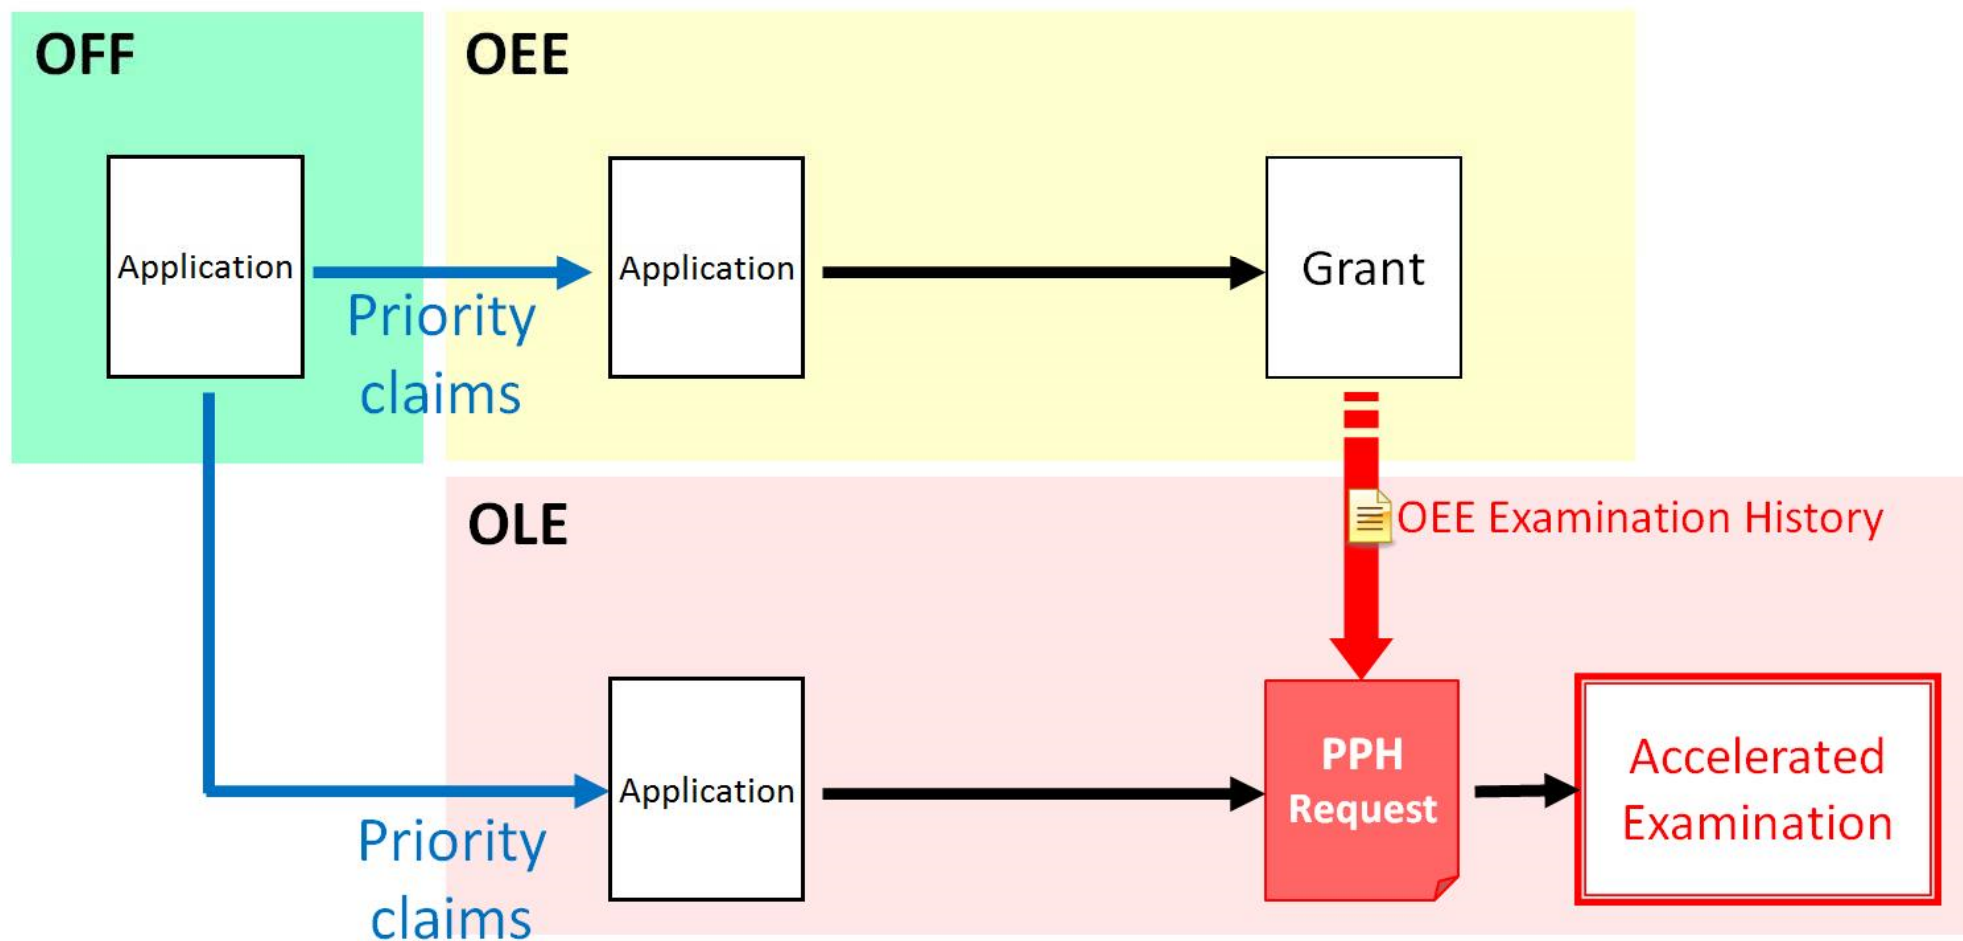 OFF
OEE
Application
Application
Grant
Priority
claims
OLE
OEE Examination History
Application
PPH
Request
Accelerated
Examination
Priority
claims